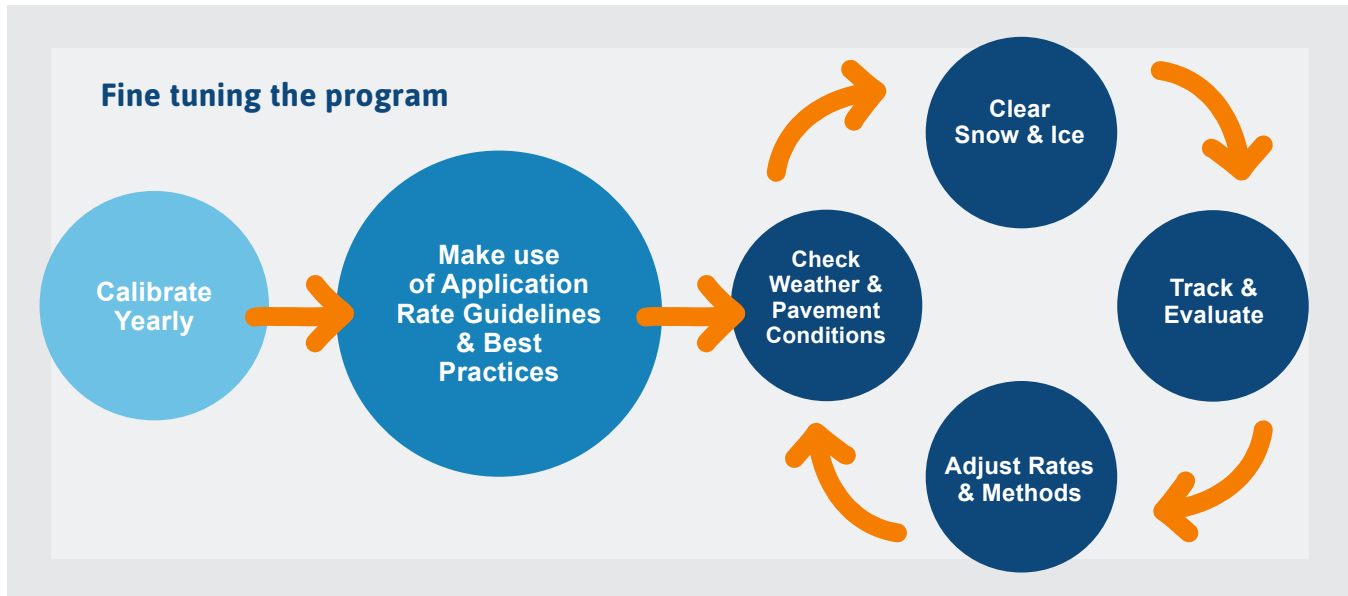 Fine tuning the program
Calibrate
Yearly
Make use
of Application
Rate Guidelines
& Best
Practices
Check
Weather &
Pavement
Conditions
Clear
Snow & Ice
Track &
Evaluate
Adjust Rates
& Methods